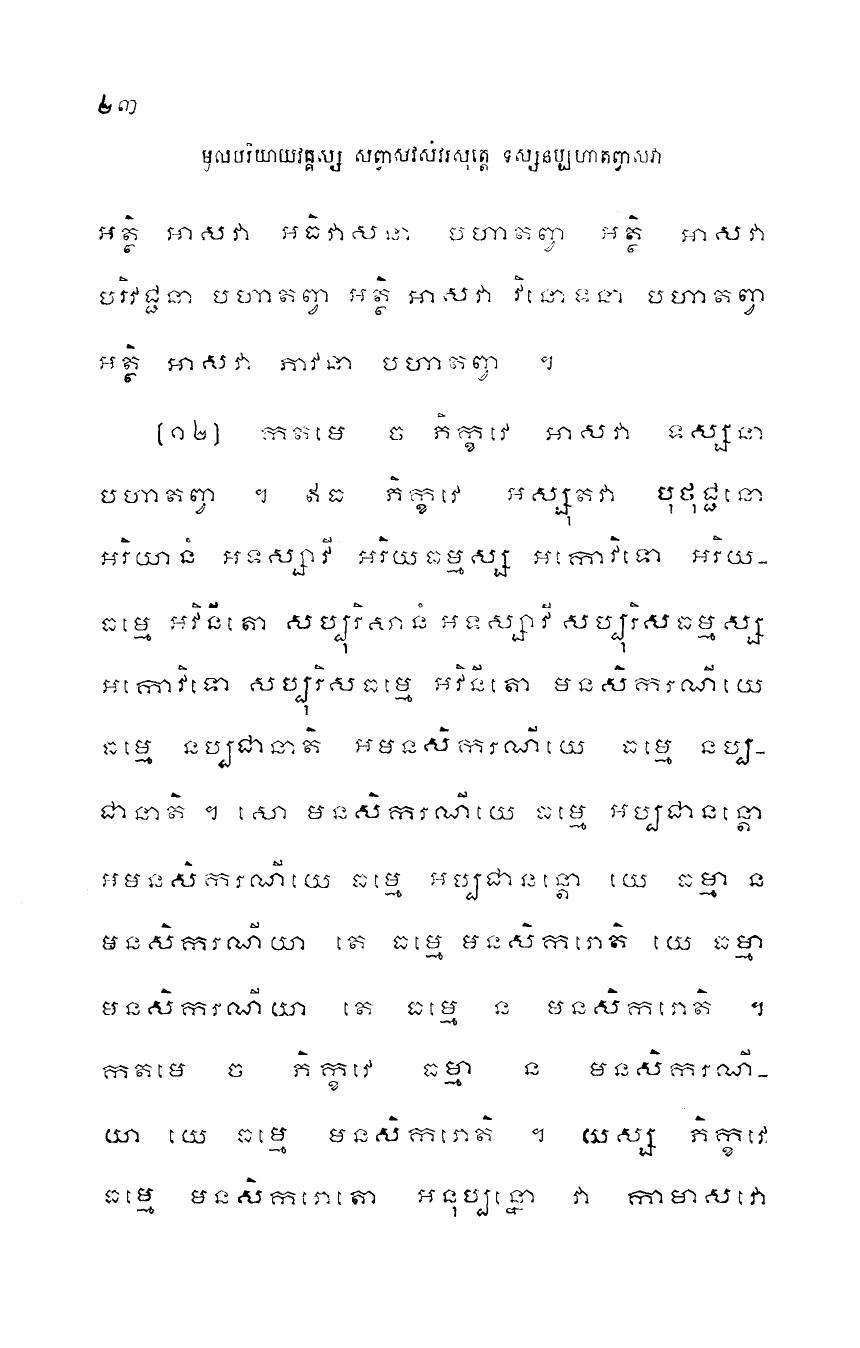 ២៣
មូលបរិយាយវគ្គស្ស សព្វាសវសំវរសុត្តេ ទស្សនប្បហាតព្វាសវា
អត្ថិ អាសវា អធិវាសនា បហាតព្វា អត្ថិ អាសវា
បរិវជ្ជនា បហាតព្វា អត្ថិ អាសវា វិនោទនា បហាតព្វា
អត្ថិ អាសវា ភាវនា បហាតព្វា ។
[១២] កតមេ ច ភិក្ខវេ អាសវា ទស្សនា
បហាតព្វា ។ ឥធ ភិក្ខវេ អស្សុតវា បុថុជ្ជនោ
អរិយានំ អទស្សាវី អរិយធម្មស្ស អកោវិទោ អរិយ-
ធម្មេ អវិនីតោ សប្បុរិសានំ អទស្សាវី សប្បុរិសធម្មស្ស
អកោវិទោ សប្បុរិសធម្មេ អវិនីតោ មនសិករណីយេ
ធម្មេ នប្បជានាតិ អមនសិករណីយេ ធម្មេ នប្ប-
ជានាតិ ។ សោ មនសិករណីយេ ធម្មេ អប្បជានន្តោ
អមនសិករណីយេ ធម្មេ អប្បជានន្តោ យេ ធម្មា ន
មនសិករណីយា តេ ធម្មេ មនសិករោតិ យេ ធម្មា
មនសិករណីយា តេ ធម្មេ ន មនសិករោតិ ។
កតមេ ច ភិក្ខវេ ធម្មា ន មនសិករណី-
យា យេ ធម្មេ មនសិករោតិ ។ យស្ស ភិក្ខវេ
ធម្មេ មនសិករោតោ អនុប្បន្នោ វា កាមាសវោ